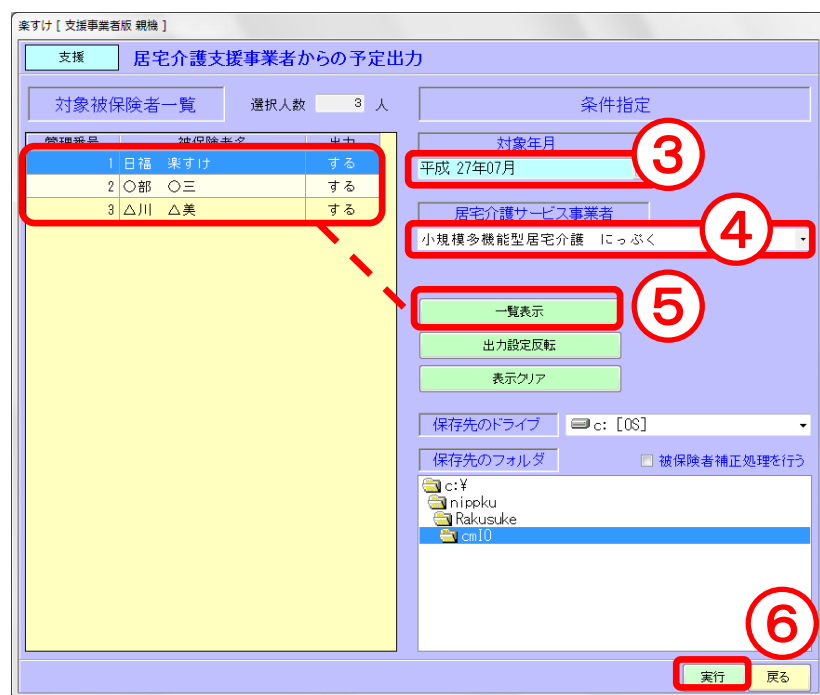 楽すけ [ 支援事業者版 親機 ]
支援 居宅介護支援事業者からの予定出力
対象被保険者一覧 選択人数 3 人
管理番号 被保険者名 出力
1 日福 楽すけ する
2 〇部 〇三 する
3 △川 △美 する
条件指定
対象年月
平成 27年07月
③
居宅介護サービス事業者
小規模多機能型居宅介護 にっぷく
④
一覧表示
⑤
出力設定反転
表示クリア
保存先のドライブ c: [OS]
保存先のフォルダ 被保険者補正処理を行う
c:¥
nippku
Rakusuke
cmIO
⑥
実行 戻る